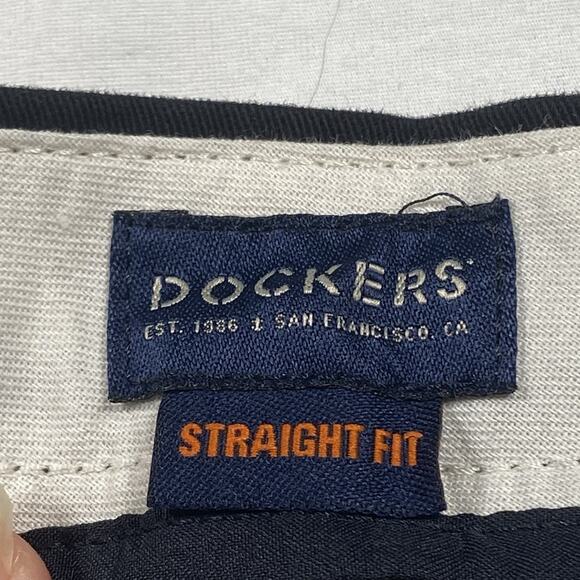 DOCKERS
EST. 1986 ⚓ SAN FRANCISCO. CA
STRAIGHT FIT